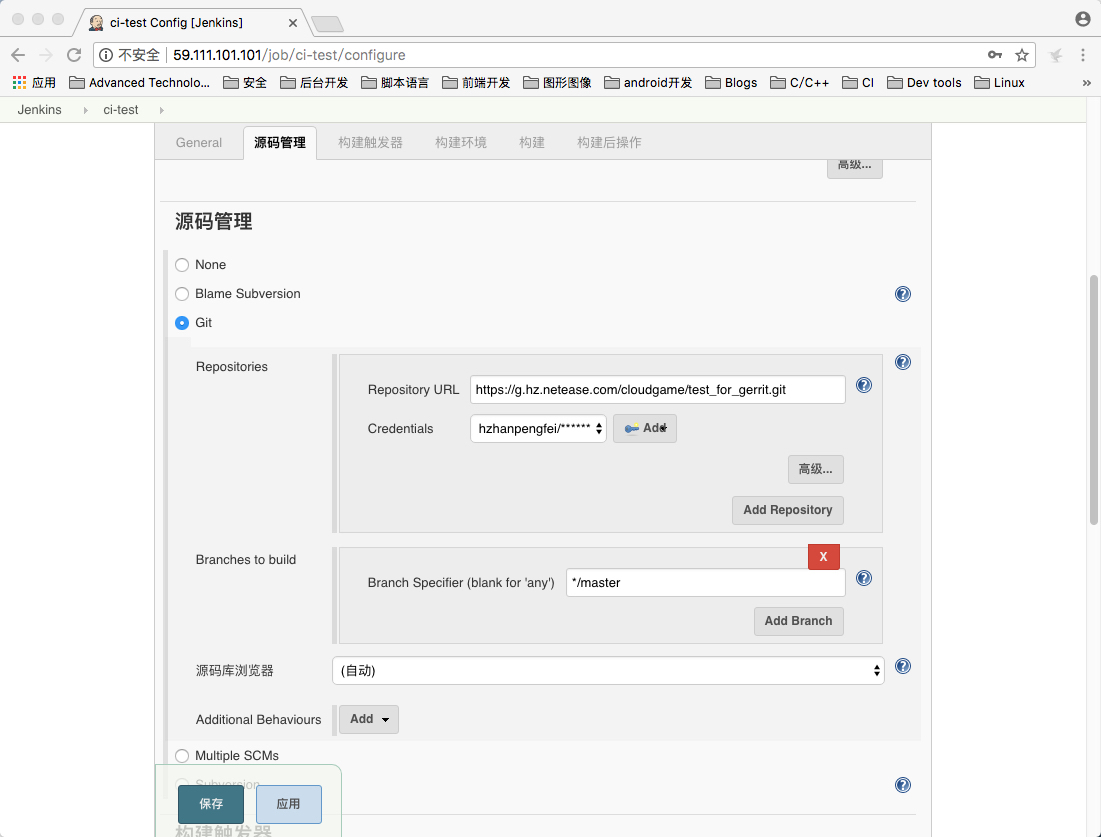 ci-test Config [Jenkins]
不安全 59.111.101.101/job/ci-test/configure
应用 Advanced Technolo... 安全 后台开发 脚本语言 前端开发 图形图像 android开发 Blogs C/C++ CI Dev tools Linux »
Jenkins ci-test
General 源码管理 构建触发器 构建环境 构建 构建后操作
高级...
源码管理
None
Blame Subversion
Git
Repositories
Repository URL https://g.hz.netease.com/cloudgame/test_for_gerrit.git
Credentials hzhanpengfei/****** Add
高级...
Add Repository
Branches to build
X
Branch Specifier (blank for 'any') */master
Add Branch
源码库浏览器 (自动)
Additional Behaviours Add
Multiple SCMs
Subversion
保存 应用
构建触发器